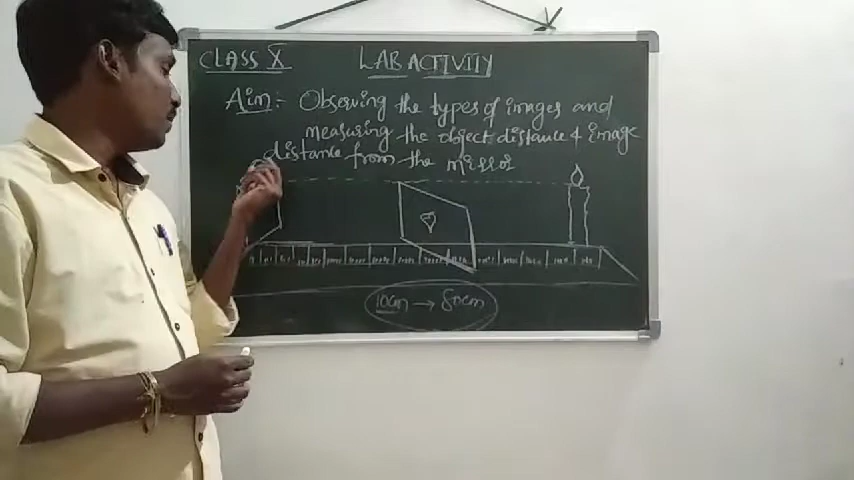 CLASS X
LAB ACTIVITY
Aim :- Observing the types of images and
measuring the object distance & image
distance from the mirror
10cm → 80cm